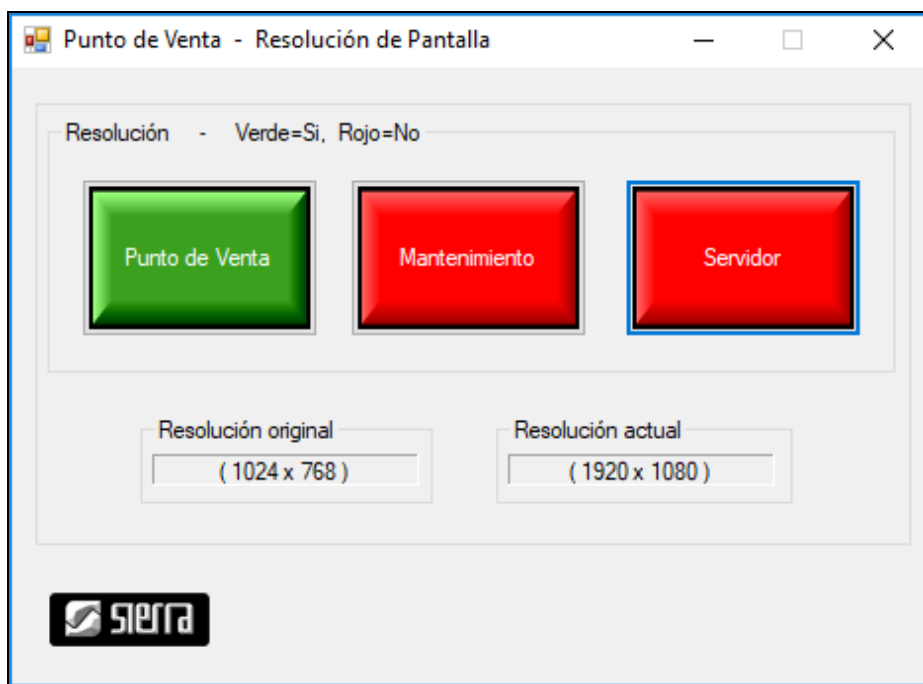 Punto de Venta - Resolución de Pantalla
Resolución - Verde=Si, Rojo=No
Punto de Venta
Mantenimiento
Servidor
Resolución original
Resolución actual
( 1024 x 768 )
( 1920 x 1080 )
sierra